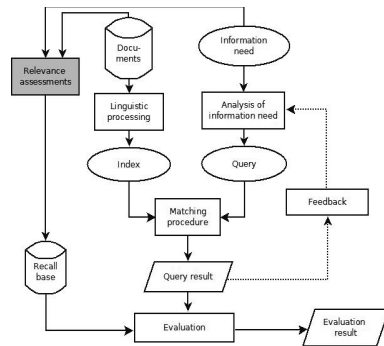 Docu-
ments
Information
need
Relevance
assessments
Linguistic
processing
Analysis of
information need
Index
Query
Feedback
Matching
procedure
Recall
base
Query result
Evaluation
Evaluation
result